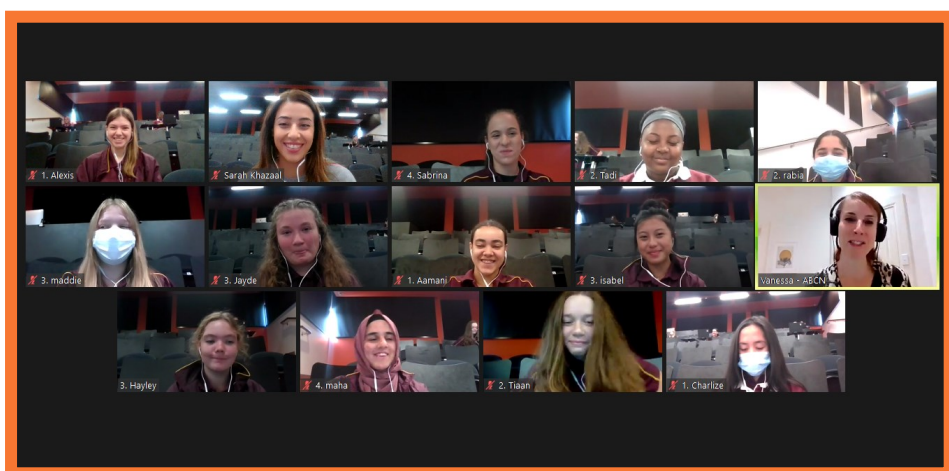 1. Alexis
Sarah Khazaal
4. Sabrina
2. Tadi
2. rabia
3. maddie
3. Jayde
1. Aamani
3. isabel
Vanessa - ABCN
3. Hayley
4. maha
2. Tiaan
1. Charlize